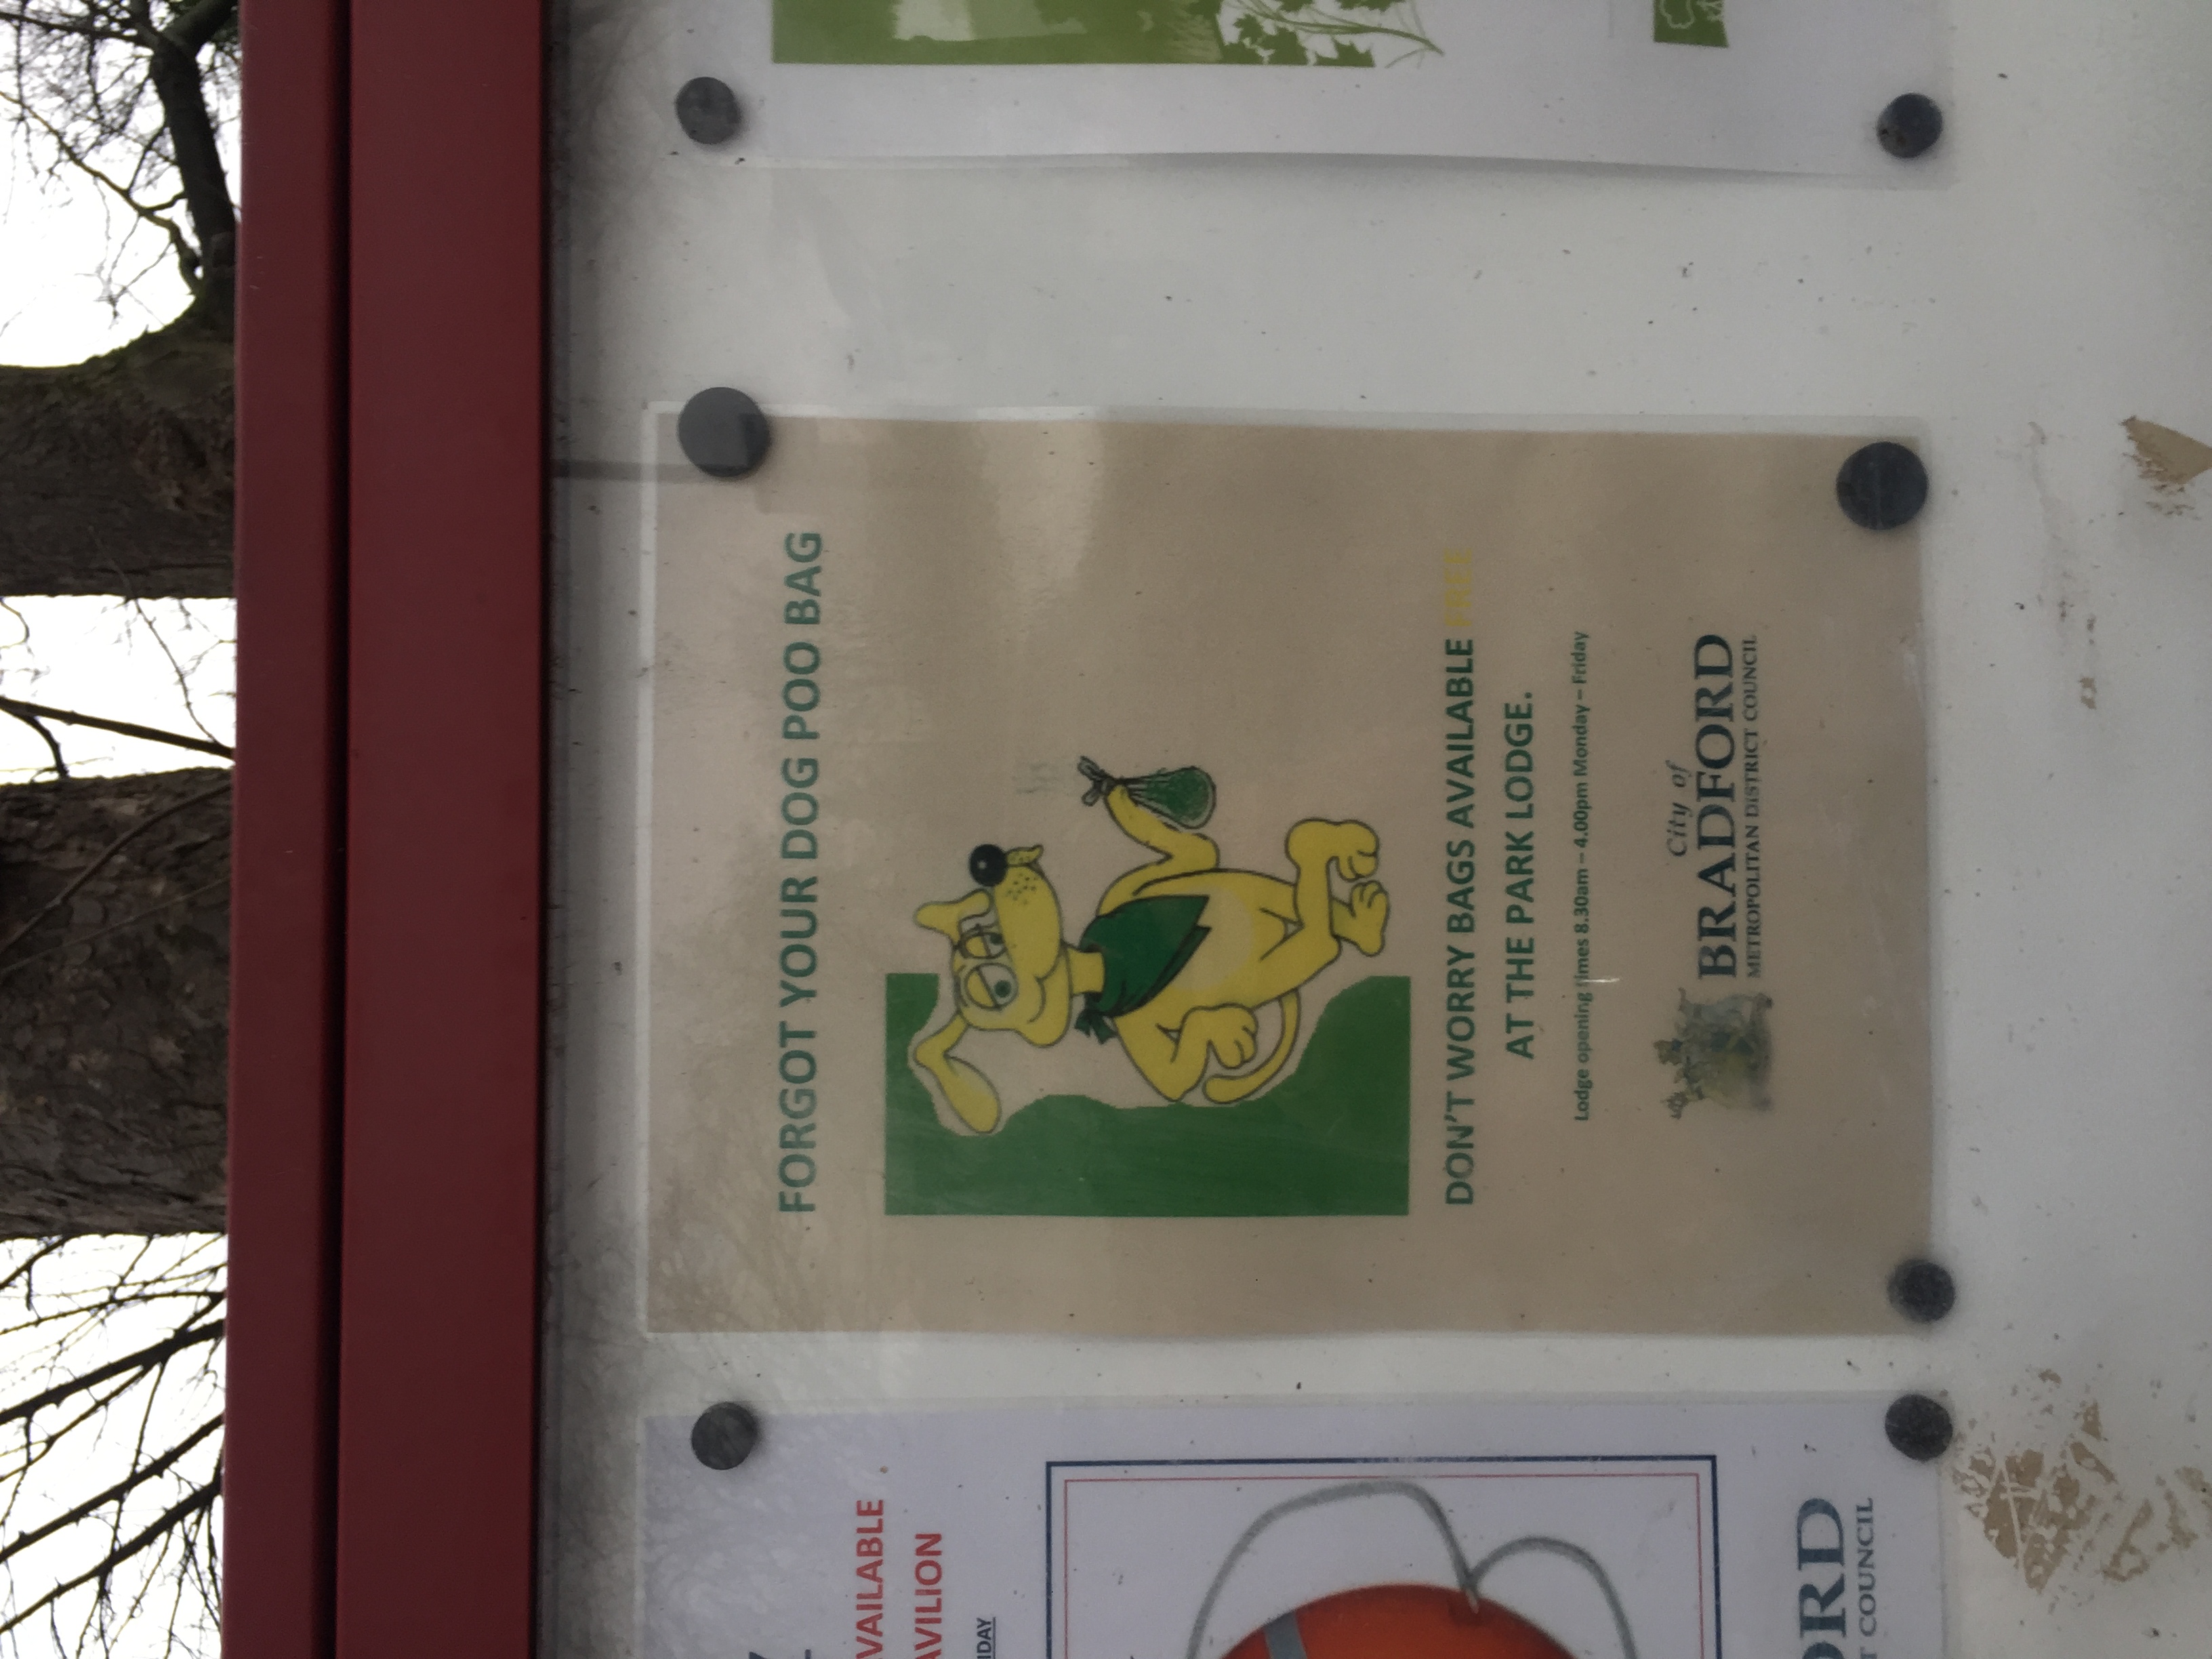 FORGOT YOUR DOG POO BAG
DON'T WORRY BAGS AVAILABLE FREE
AT THE PARK LODGE.
Lodge opening times 8.30am – 4.00pm Monday – Friday
City of
BRADFORD
METROPOLITAN DISTRICT COUNCIL
VAILABLE
AVILION
IDAY
ORD
T COUNCIL